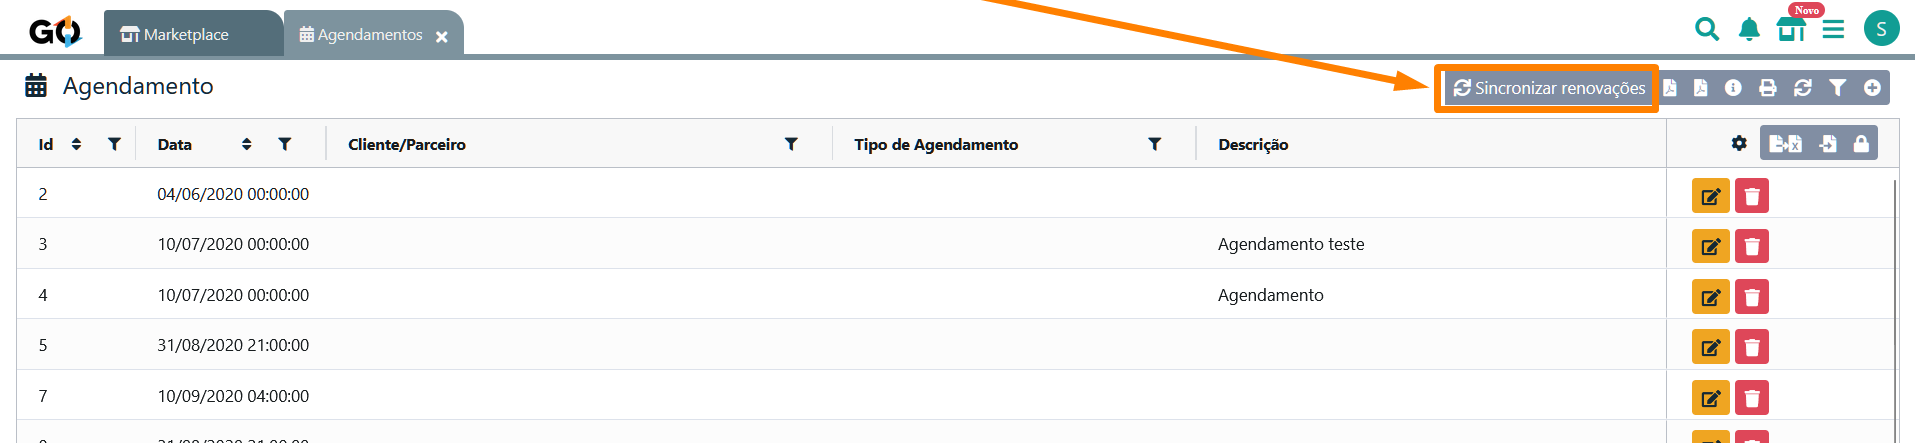 GO
Marketplace
Agendamentos
Novo
S
Agendamento
Sincronizar renovações
Id
Data
Cliente/Parceiro
Tipo de Agendamento
Descrição
2
04/06/2020 00:00:00
3
10/07/2020 00:00:00
Agendamento teste
4
10/07/2020 00:00:00
Agendamento
5
31/08/2020 21:00:00
7
10/09/2020 04:00:00